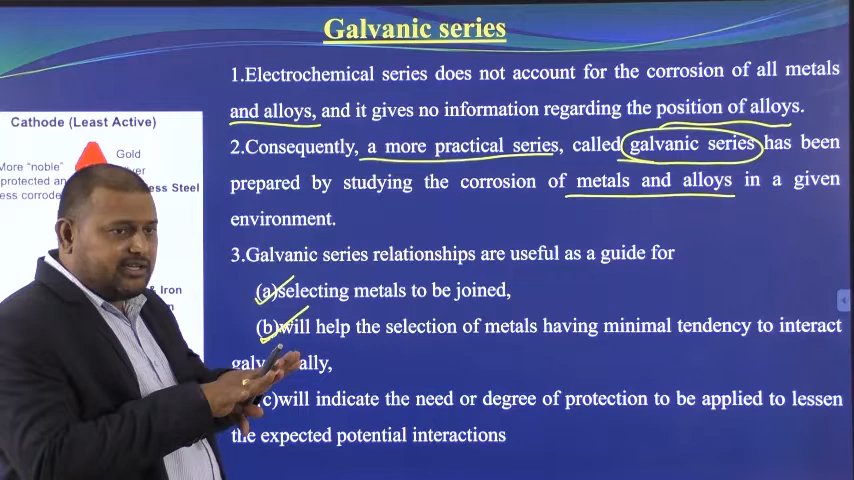 Galvanic series
1.Electrochemical series does not account for the corrosion of all metals
and alloys, and it gives no information regarding the position of alloys.
2.Consequently, a more practical series, called galvanic series has been
prepared by studying the corrosion of metals and alloys in a given
environment.
3.Galvanic series relationships are useful as a guide for
(a)selecting metals to be joined,
(b)will help the selection of metals having minimal tendency to interact
c)will indicate the need or degree of protection to be applied to lessen
the expected potential interactions
Cathode (Least Active)
More "noble"
protected an
Gold
& Iron